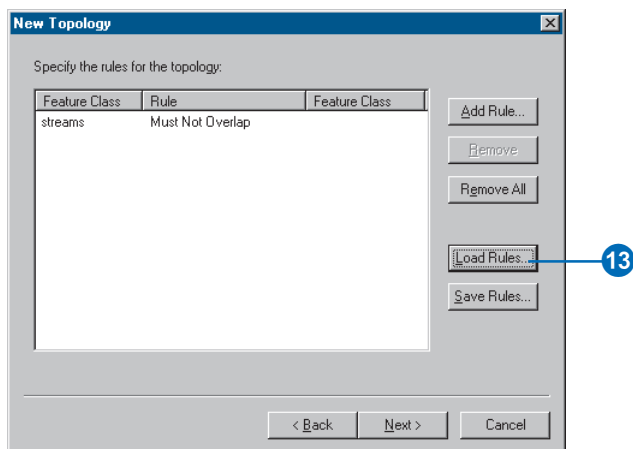 New Topology
Specify the rules for the topology:
Feature Class Rule Feature Class
streams Must Not Overlap
Add Rule...
Remove
Remove All
Load Rules...
13
Save Rules...
< Back Next > Cancel